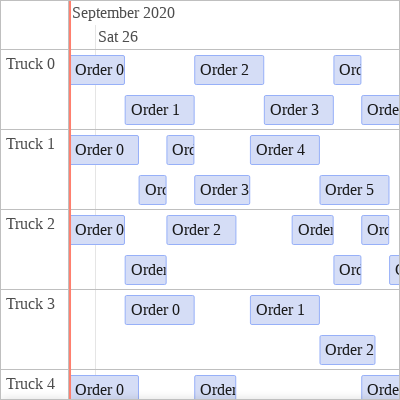 September 2020
Sat 26
Truck 0
Order 0
Order 2
Orc
Order 1
Order 3
Orde
Truck 1
Order 0
Orc
Order 4
Orc
Order 3
Order 5
Truck 2
Order 0
Order 2
Order
Orc
Order
Orc
Truck 3
Order 0
Order 1
Order 2
Truck 4
Order 0
Order
Orde